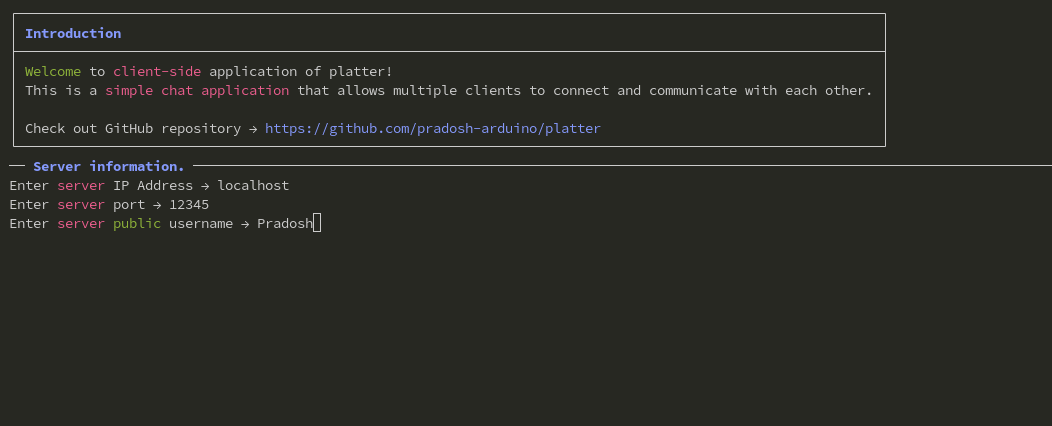 Introduction
Welcome to client-side application of platter!
This is a simple chat application that allows multiple clients to connect and communicate with each other.
Check out GitHub repository → https://github.com/pradosh-arduino/platter
Server information.
Enter server IP Address → localhost
Enter server port → 12345
Enter server public username → Pradosh